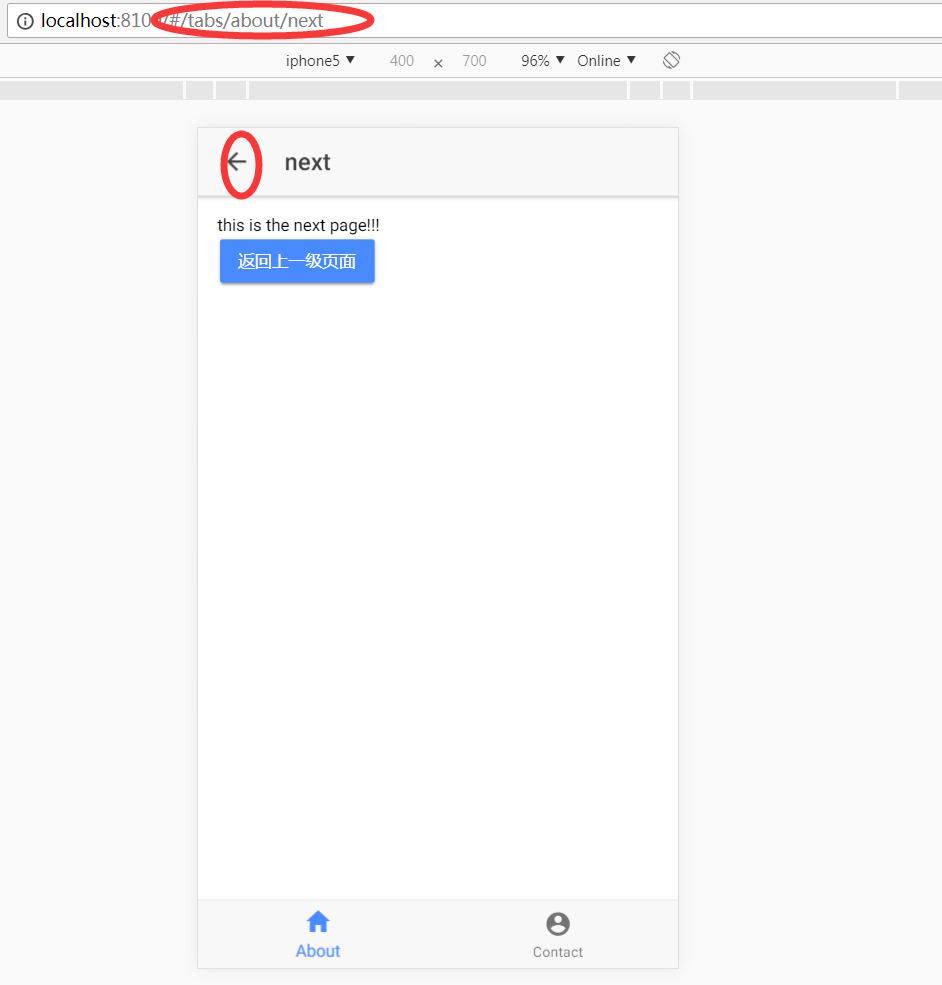 localhost:810 /#/tabs/about/next
iphone5 ▼ 400 × 700 96% ▼ Online ▼
next
this is the next page!!!
返回上一级页面
About Contact